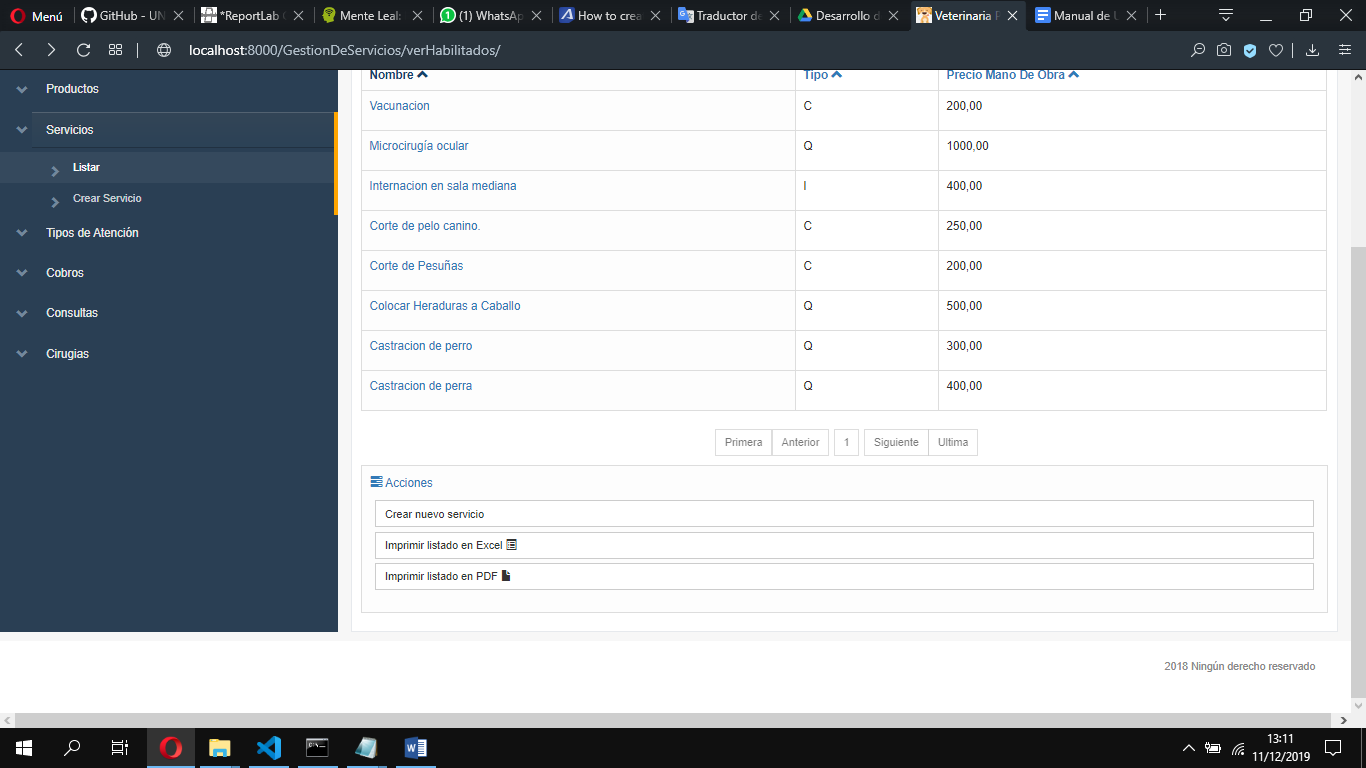 Menú
GitHub - UN
*ReportLab
Mente Leal
(1) WhatsAp
How to crea
Traductor de
Desarrollo d
Veterinaria P
Manual de U
localhost:8000/GestionDeServicios/verHabilitados/
Productos
Servicios
Listar
Crear Servicio
Tipos de Atención
Cobros
Consultas
Cirugias
Nombre Tipo Precio Mano De Obra
Vacunacion C 200,00
Microcirugía ocular Q 1000,00
Internacion en sala mediana I 400,00
Corte de pelo canino. C 250,00
Corte de Pesuñas C 200,00
Colocar Heraduras a Caballo Q 500,00
Castracion de perro Q 300,00
Castracion de perra Q 400,00
Primera Anterior 1 Siguiente Ultima
Acciones
Crear nuevo servicio
Imprimir listado en Excel
Imprimir listado en PDF
2018 Ningún derecho reservado
13:11
11/12/2019